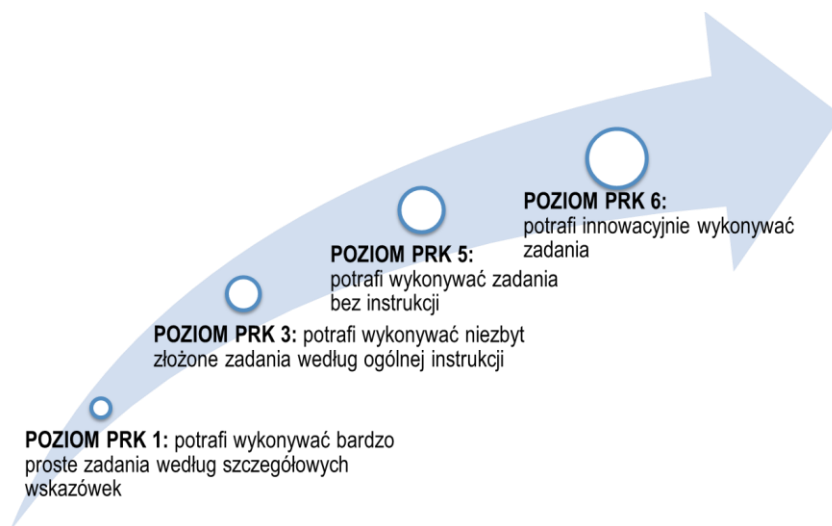 POZIOM PRK 6:
potrafi innowacyjnie wykonywać
zadania
POZIOM PRK 5:
potrafi wykonywać zadania
bez instrukcji
POZIOM PRK 3: potrafi wykonywać niezbyt
złożone zadania według ogólnej instrukcji
POZIOM PRK 1: potrafi wykonywać bardzo
proste zadania według szczegółowych
wskazówek